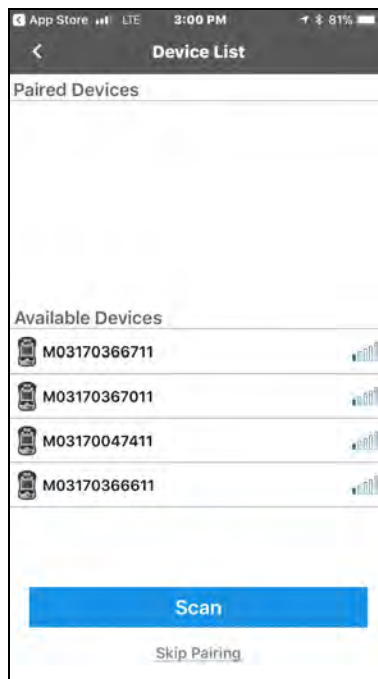 App Store LTE 3:00 PM 81%
Device List
Paired Devices
Available Devices
M03170366711
M03170367011
M03170047411
M03170366611
Scan
Skip Pairing